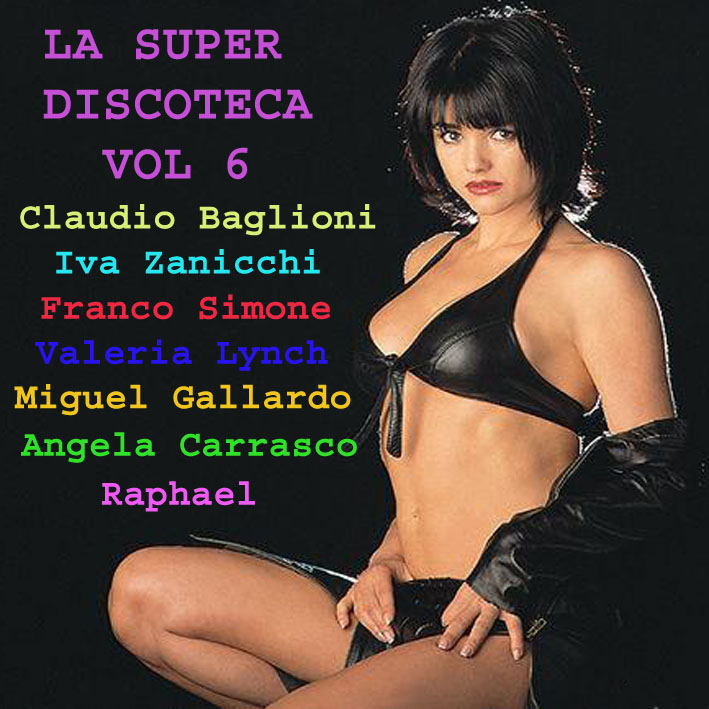 LA SUPER
DISCOTECA
VOL 6
Claudio Baglioni
Iva Zanicchi
Franco Simone
Valeria Lynch
Miguel Gallardo
Angela Carrasco
Raphael